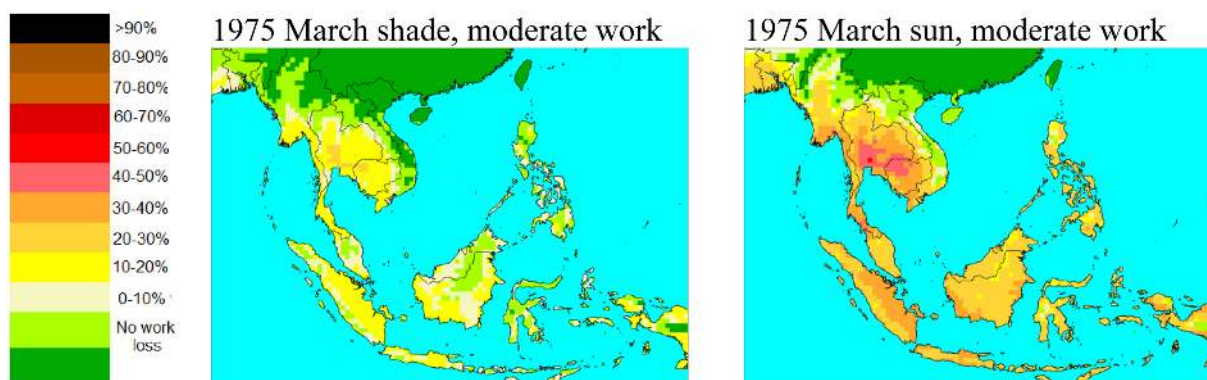 >90%
80-90%
70-80%
60-70%
50-60%
40-50%
30-40%
20-30%
10-20%
0-10%
No work
loss
1975 March shade, moderate work
1975 March sun, moderate work